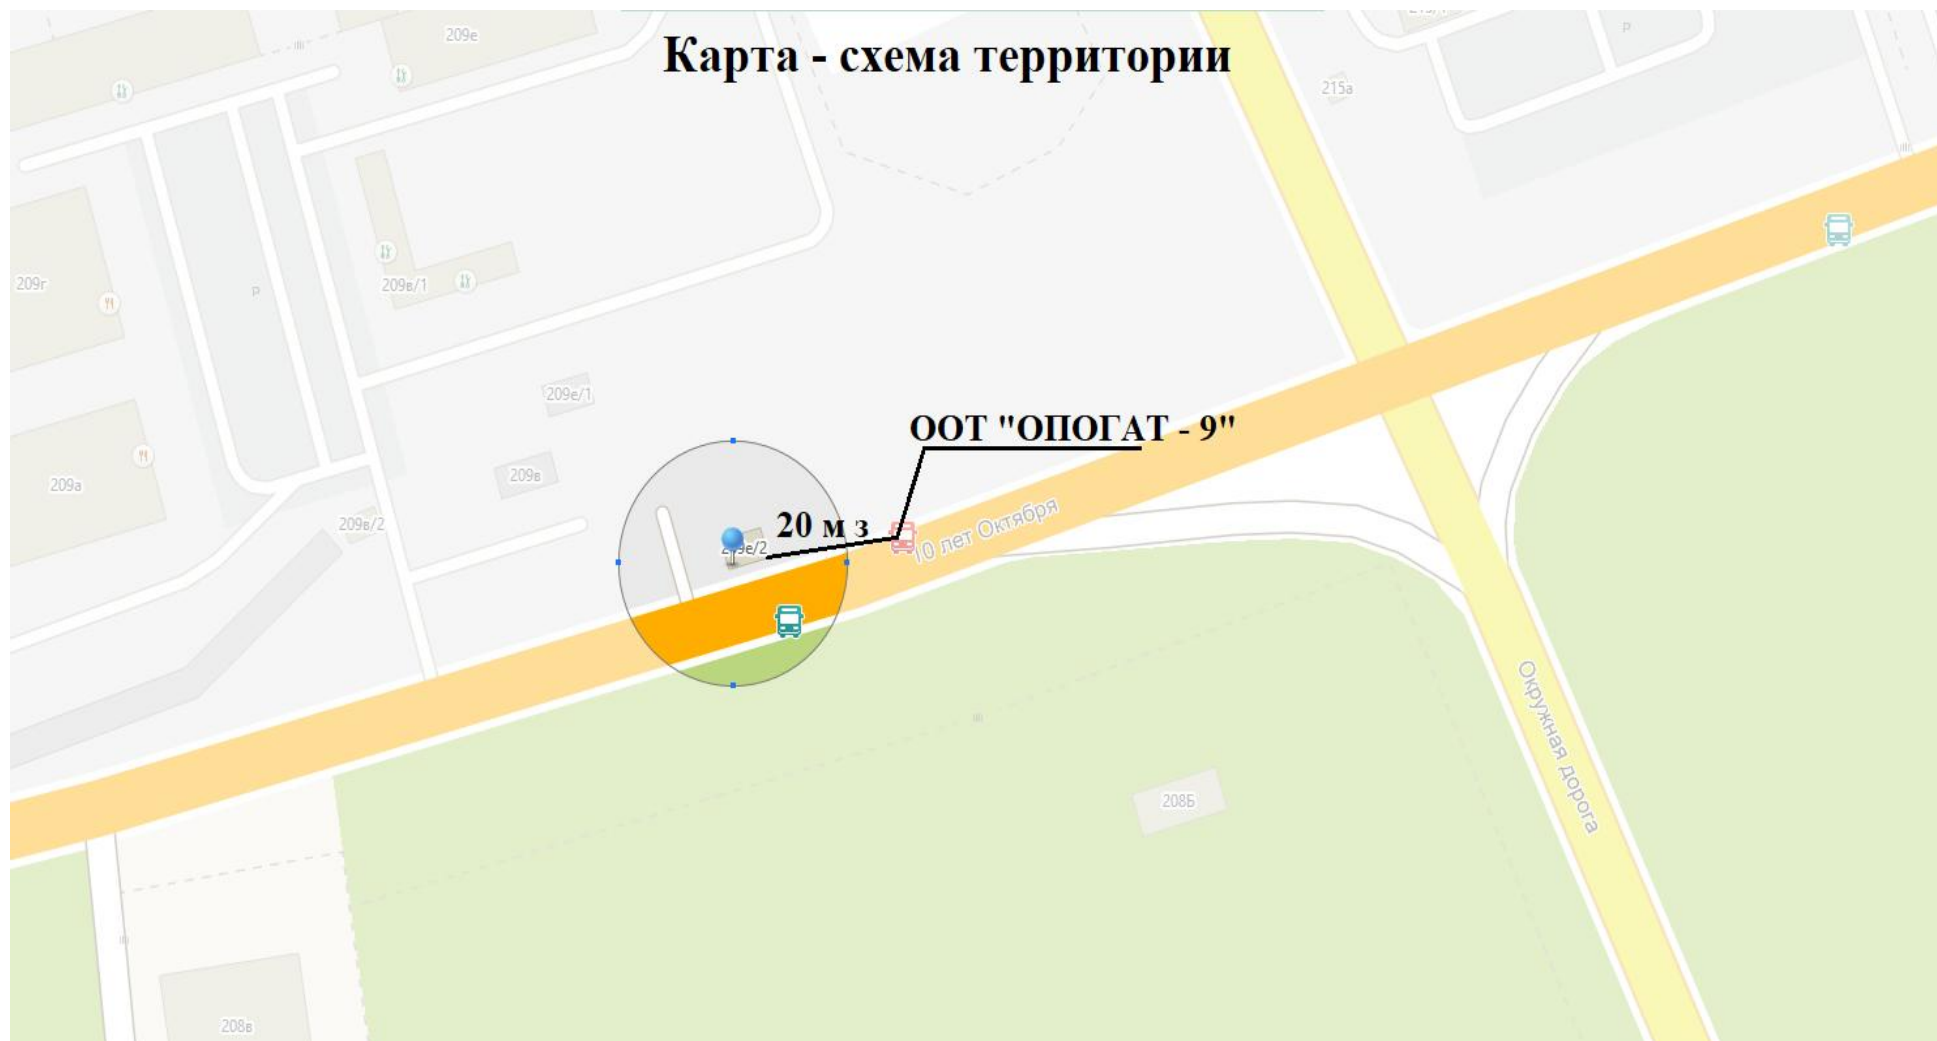 209е
Карта - схема территории
P
215а
209г
P
209в/1
209е/1
ООТ "ОПОГАТ - 9"
209а
209в
209в/2
20 м з
10 лет Октября
Окружная дорога
208Б
208в